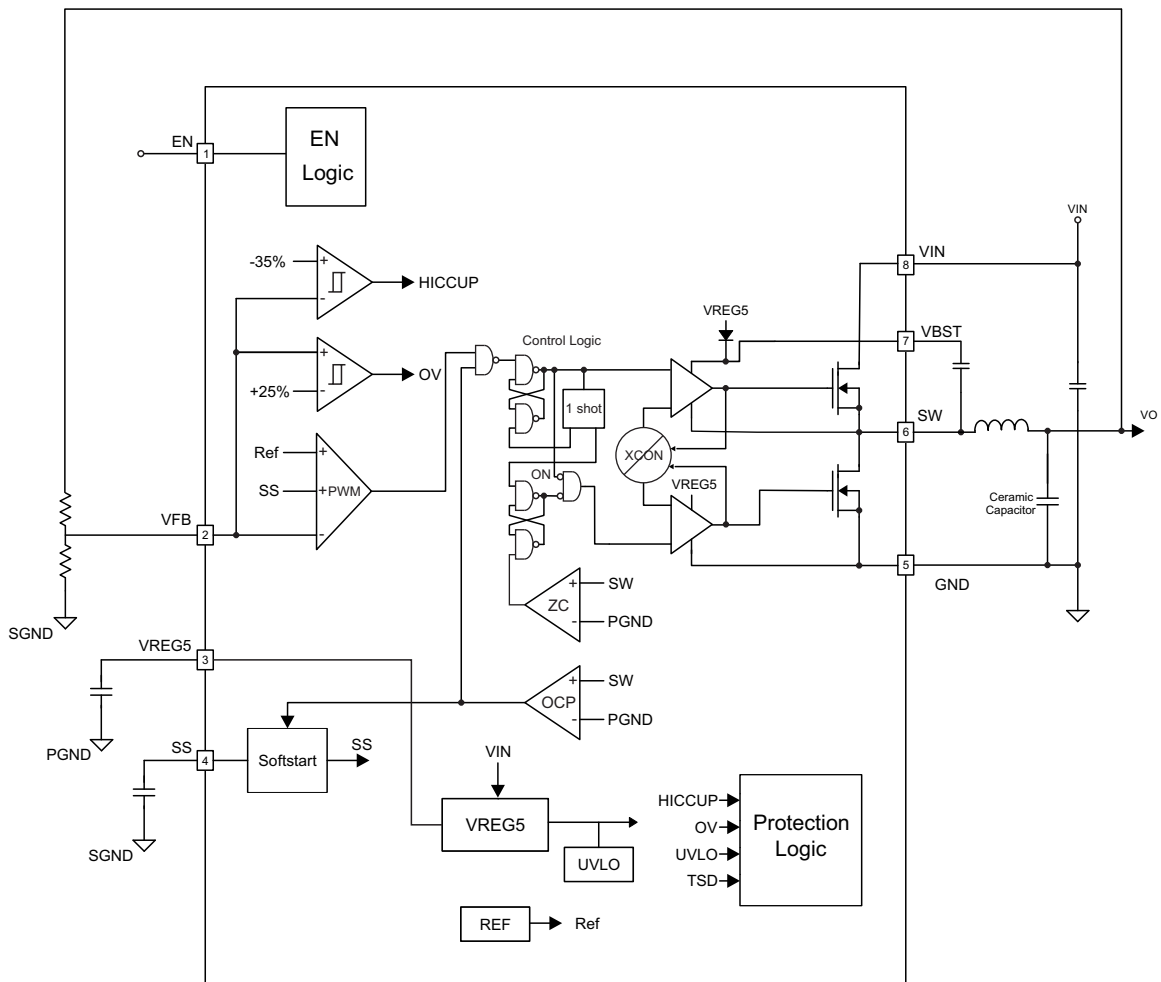 EN
1
EN
Logic
-35%
+
-
HICCUP
+
+25%
-
OV
Ref
+
SS
+
PWM
-
VFB
2
SGND
Control Logic
1 shot
ON
XCON
VREG5
VREG5
VIN
8
VIN
7
VBST
6
SW
VO
Ceramic
Capacitor
5
GND
+
SW
ZC
-
PGND
VREG5
3
PGND
+
SW
OCP
-
PGND
SS
4
SGND
Softstart
SS
VIN
VREG5
UVLO
HICCUP
OV
UVLO
TSD
Protection
Logic
REF
Ref